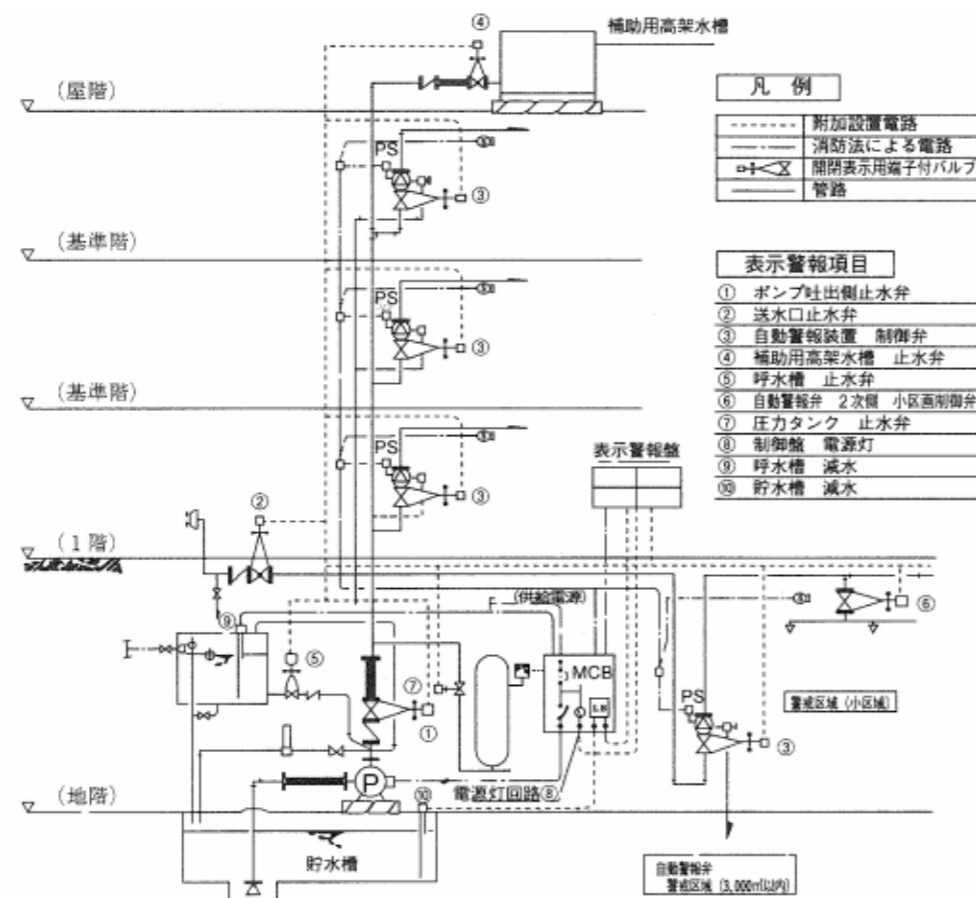 ④
補助用高架水槽
(屋階)
凡 例
附加設置電路
消防法による電路
開閉表示用端子付バルブ
管路
PS
③
(基準階)
表示警報項目
① ポンプ吐出側止水弁
② 送水口止水弁
③ 自動警報装置 制御弁
④ 補助用高架水槽 止水弁
⑤ 呼水槽 止水弁
⑥ 自動警報弁 2次側 小区画制御弁
⑦ 圧力タンク 止水弁
⑧ 制御盤 電源灯
⑨ 呼水槽 減水
⑩ 貯水槽 減水
PS
③
(基準階)
表示警報盤
PS
③
②
(1階)
(供給電源)
⑥
⑨
⑤
MCB
⑦
PS
警戒区域 (小区域)
①
③
P
電源灯回路⑧
⑩
(地階)
貯水槽
自動警報弁
警戒区域 (3,000㎡以内)